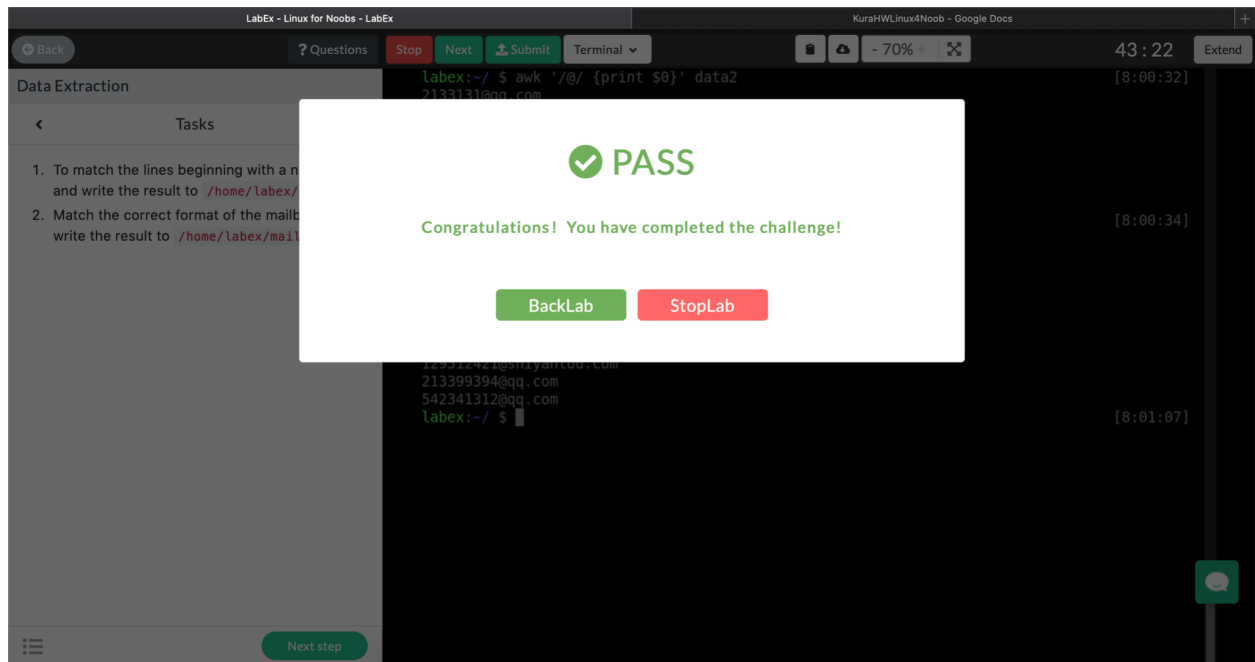 LabEx - Linux for Noobs - LabEx
KuraHWLinux4Noob - Google Docs
+
Back
? Questions
Stop
Next
Submit
Terminal
- 70% +
43 : 22
Extend
Data Extraction
Tasks
1. To match the lines beginning with a n
and write the result to /home/labex/
2. Match the correct format of the mailb
write the result to /home/labex/mail
labex:~/ $ awk '/@/ {print $0}' data2 [8:00:32]
2133131@qq.com
PASS
Congratulations! You have completed the challenge!
BackLab
StopLab
[8:00:34]
129512421@shiyanlou.com
213399394@qq.com
542341312@qq.com
labex:~/ $ [8:01:07]
Next step